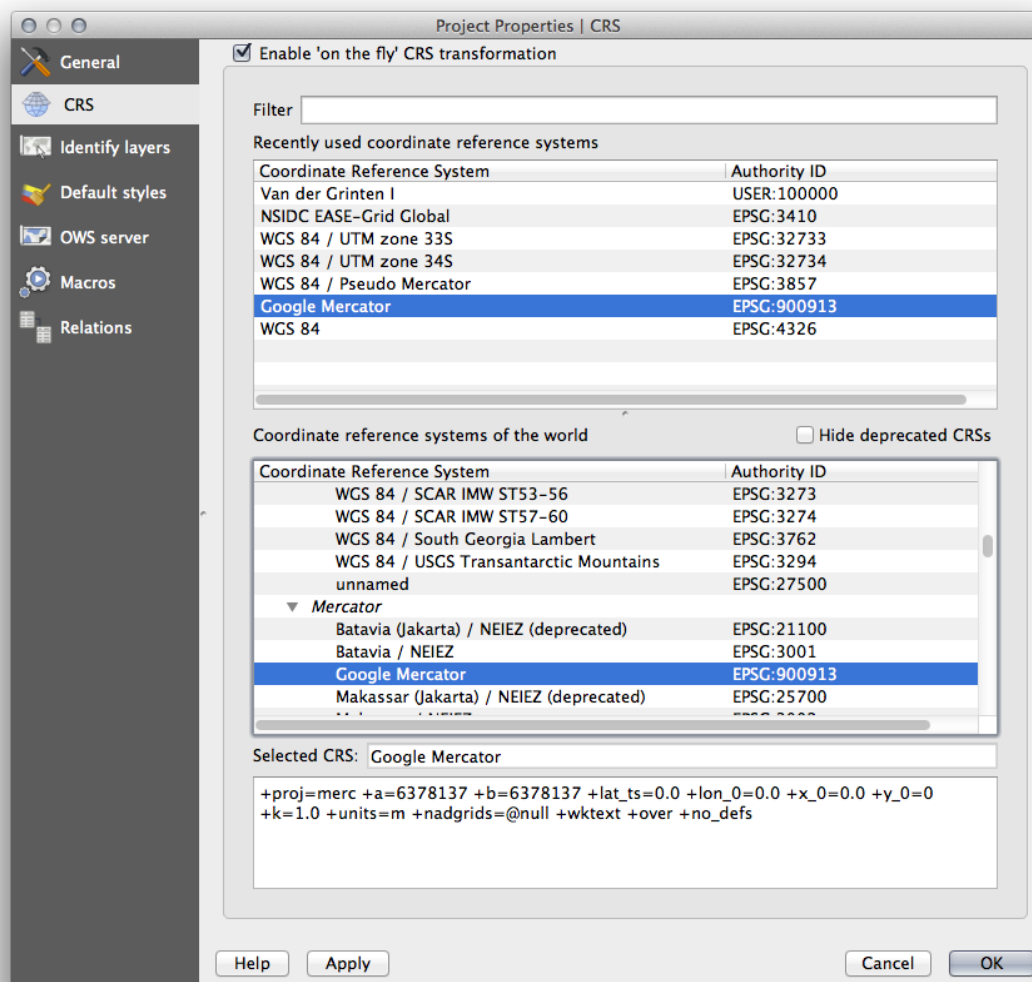 Project Properties | CRS
General
CRS
Identify layers
Default styles
OWS server
Macros
Relations
Enable 'on the fly' CRS transformation
Filter
Recently used coordinate reference systems
Coordinate Reference System Authority ID
Van der Grinten I USER:100000
NSIDC EASE-Grid Global EPSG:3410
WGS 84 / UTM zone 33S EPSG:32733
WGS 84 / UTM zone 34S EPSG:32734
WGS 84 / Pseudo Mercator EPSG:3857
Google Mercator EPSG:900913
WGS 84 EPSG:4326
Coordinate reference systems of the world Hide deprecated CRSs
Coordinate Reference System Authority ID
WGS 84 / SCAR IMW ST53-56 EPSG:3273
WGS 84 / SCAR IMW ST57-60 EPSG:3274
WGS 84 / South Georgia Lambert EPSG:3762
WGS 84 / USGS Transantarctic Mountains EPSG:3294
unnamed EPSG:27500
Mercator
Batavia (Jakarta) / NEIEZ (deprecated) EPSG:21100
Batavia / NEIEZ EPSG:3001
Google Mercator EPSG:900913
Makassar (Jakarta) / NEIEZ (deprecated) EPSG:25700
Selected CRS: Google Mercator
+proj=merc +a=6378137 +b=6378137 +lat_ts=0.0 +lon_0=0.0 +x_0=0.0 +y_0=0
+k=1.0 +units=m +nadgrids=@null +wktext +over +no_defs
Help Apply Cancel OK